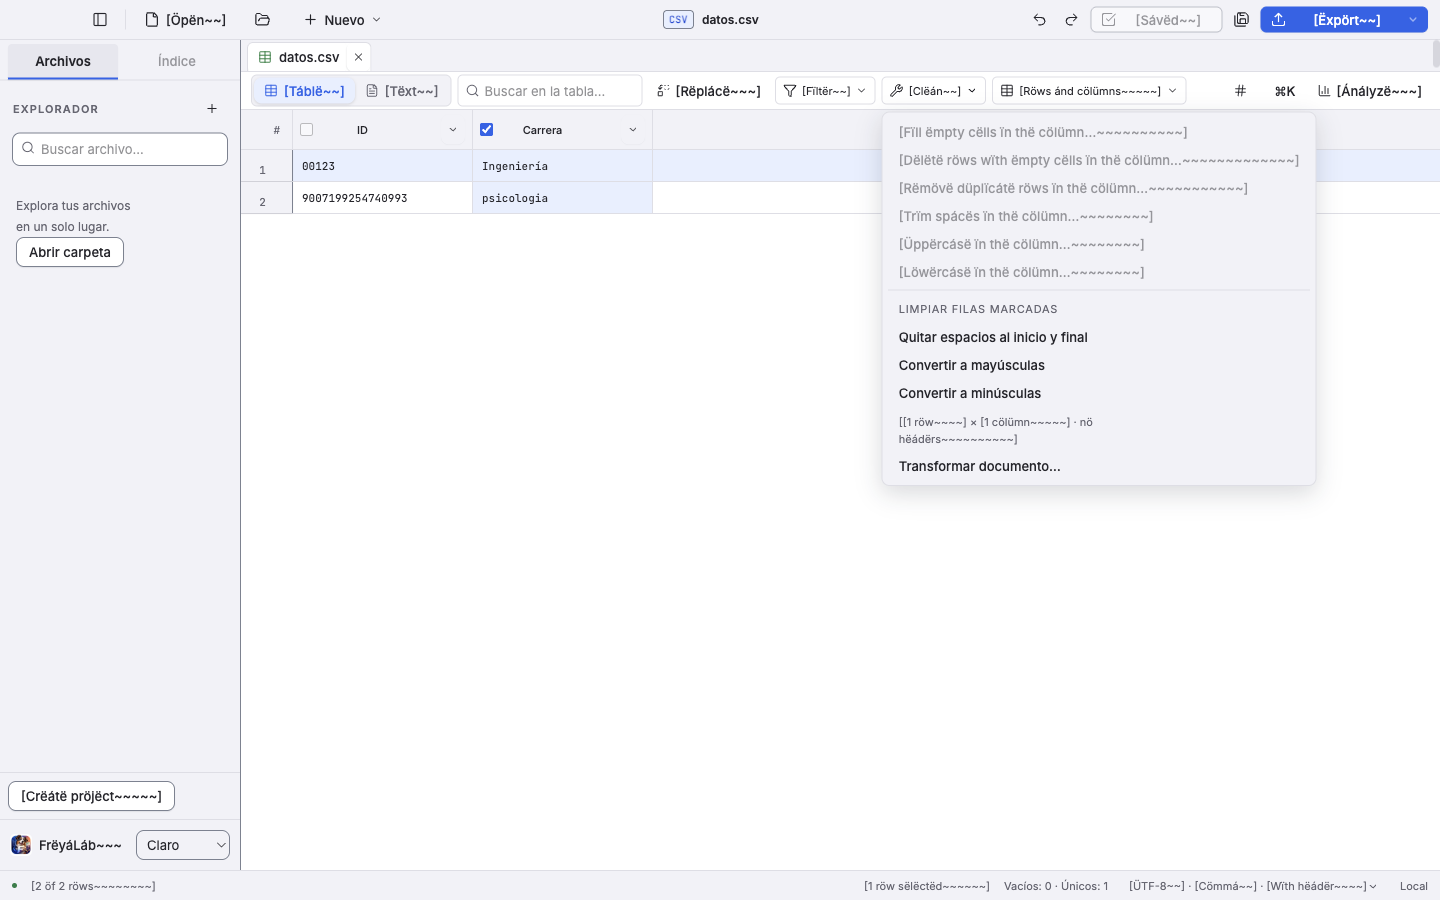 [Öpën~~]
Nuevo
CSV datos.csv
[Sávëd~~]
[Ëxpört~~]
Archivos
Índice
datos.csv
EXPLORADOR
[Táblë~~]
[Tëxt~~]
Buscar en la tabla...
[Rëplácë~~~]
[Fïltër~~]
[Clëán~~]
[Röws ánd cölümns~~~~~]
#
⌘K
[Ánályzë~~~]
Buscar archivo...
# ID Carrera
1 00123 Ingeniería
2 9007199254740993 psicologia
Explora tus archivos
en un solo lugar.
Abrir carpeta
[Fïll ëmpty cëlls ïn thë cölümn...~~~~~~~~~~]
[Dëlëtë röws wïth ëmpty cëlls ïn thë cölümn...~~~~~~~~~~~~~]
[Rëmövë düplïcátë röws ïn thë cölümn...~~~~~~~~~~~]
[Trïm spácës ïn thë cölümn...~~~~~~~~]
[Üppërcásë ïn thë cölümn...~~~~~~~~]
[Löwërcásë ïn thë cölümn...~~~~~~~~]
LIMPIAR FILAS MARCADAS
Quitar espacios al inicio y final
Convertir a mayúsculas
Convertir a minúsculas
[[1 röw~~~~] × [1 cölümn~~~~~] · nö
hëádërs~~~~~~~~~~]
Transformar documento...
[Crëátë pröjëct~~~~~]
FrëyáLáb~~~
Claro
[2 öf 2 röws~~~~~~~~]
[1 röw sëlëctëd~~~~~~]
Vacíos: 0 · Únicos: 1
[ÜTF-8~~] · [Cömmá~~] · [Wïth hëádër~~~~]
Local